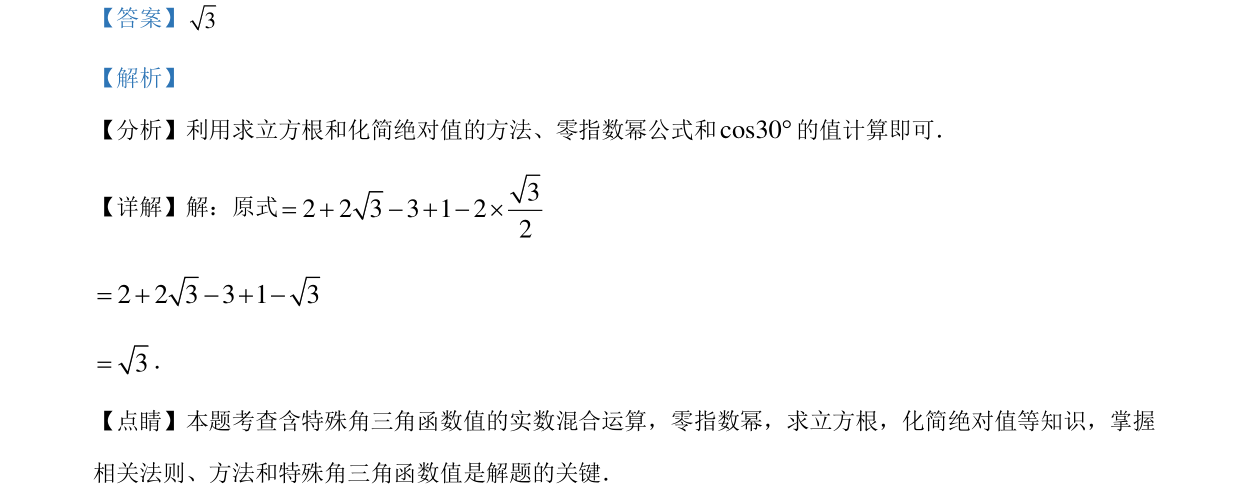 【答案】√3
【解析】
【分析】利用求立方根和化简绝对值的方法、零指数幂公式和cos30°的值计算即可．
【详解】解：原式=2+2√3−3+1−2×√3/2
=2+2√3−3+1−√3
=√3．
【点睛】本题考查含特殊角三角函数值的实数混合运算，零指数幂，求立方根，化简绝对值等知识，掌握
相关法则、方法和特殊角三角函数值是解题的关键．